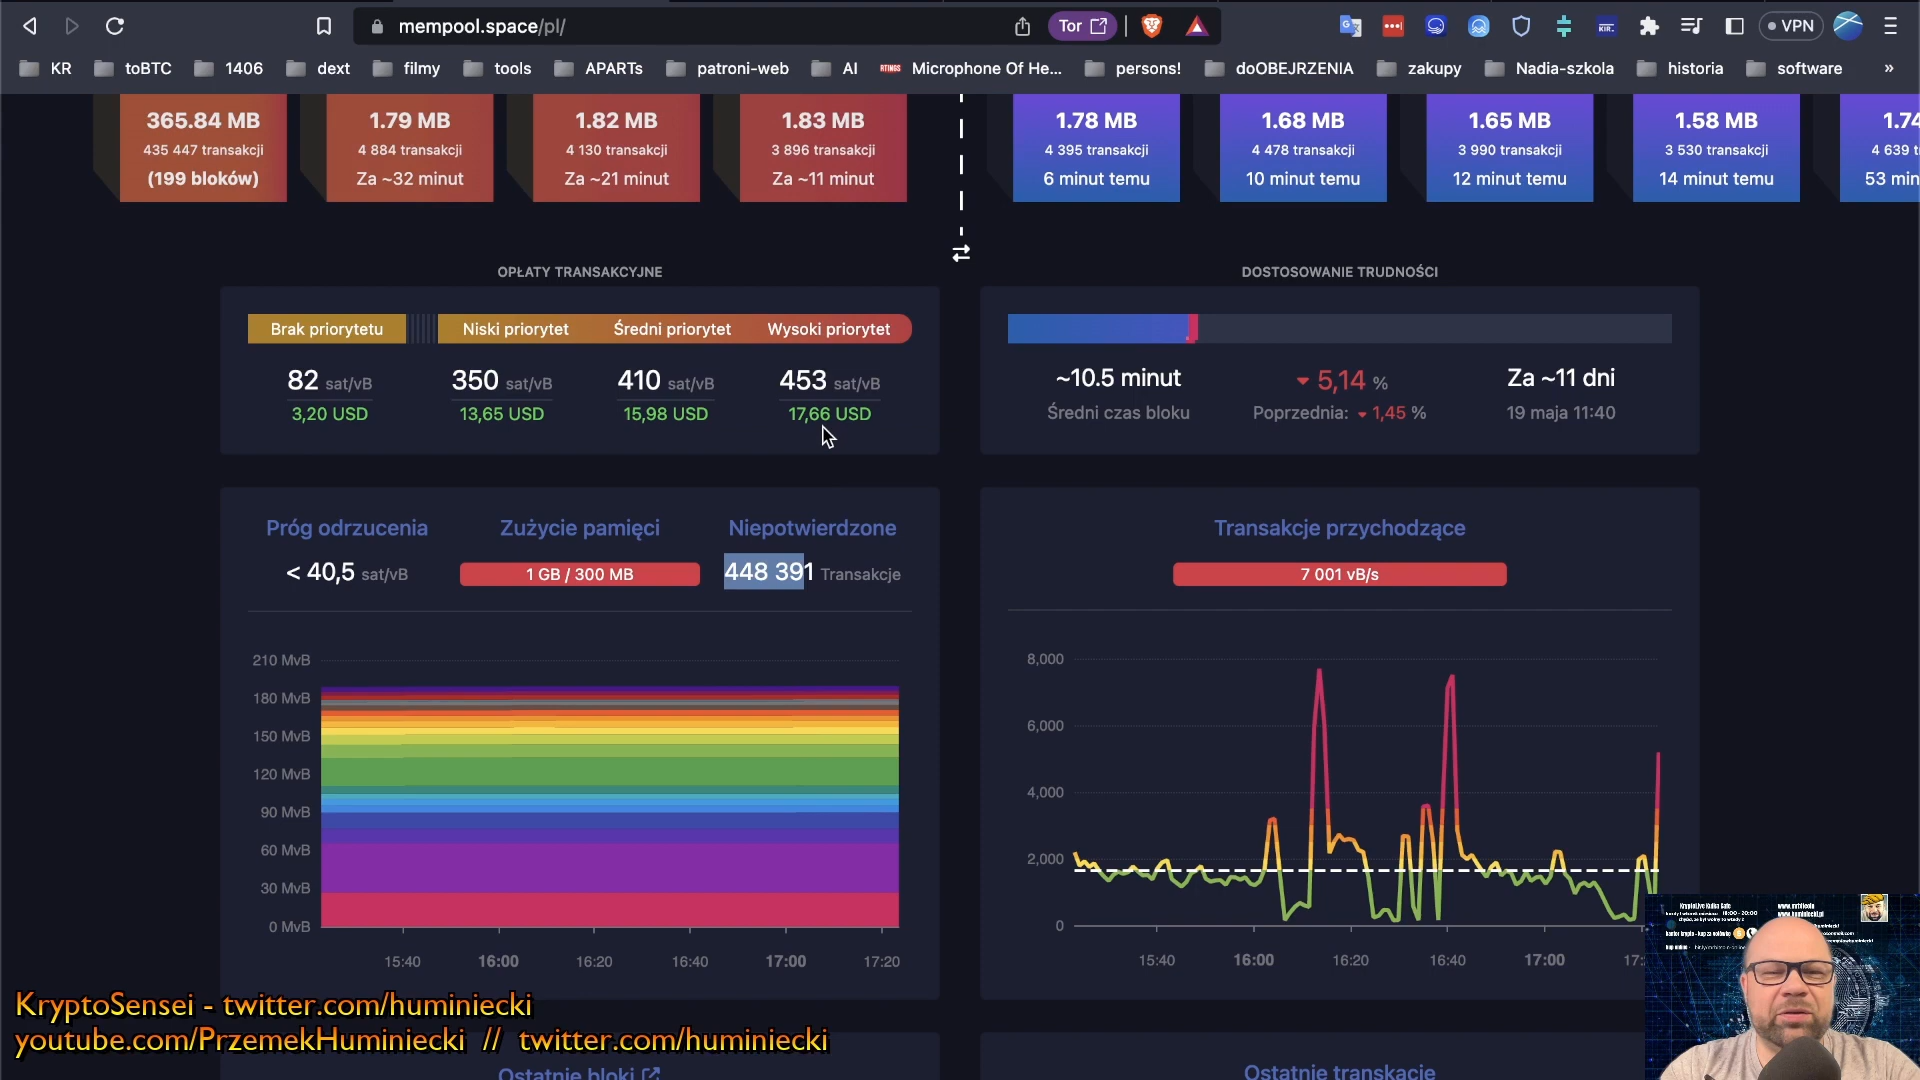 mempool.space/pl/
Tor
VPN
KR
toBTC
1406
dext
filmy
tools
APARTs
patroni-web
AI
RTINGS
Microphone Of He...
persons!
doOBEJRZENIA
zakupy
Nadia-szkola
historia
software
»
365.84 MB
435 447 transakcji
(199 bloków)
1.79 MB
4 884 transakcji
Za ~32 minut
1.82 MB
4 130 transakcji
Za ~21 minut
1.83 MB
3 896 transakcji
Za ~11 minut
1.78 MB
4 395 transakcji
6 minut temu
1.68 MB
4 478 transakcji
10 minut temu
1.65 MB
3 990 transakcji
12 minut temu
1.58 MB
3 530 transakcji
14 minut temu
1.74
4 639 t
53 min
OPŁATY TRANSAKCYJNE
Brak priorytetu
Niski priorytet
Średni priorytet
Wysoki priorytet
82 sat/vB
350 sat/vB
410 sat/vB
453 sat/vB
3,20 USD
13,65 USD
15,98 USD
17,66 USD
DOSTOSOWANIE TRUDNOŚCI
~10.5 minut
5,14 %
Za ~11 dni
Średni czas bloku
Poprzednia: 1,45 %
19 maja 11:40
Próg odrzucenia
Zużycie pamięci
Niepotwierdzone
< 40,5 sat/vB
1 GB / 300 MB
448 391 Transakcje
210 MvB
180 MvB
150 MvB
120 MvB
90 MvB
60 MvB
30 MvB
0 MvB
15:40
16:00
16:20
16:40
17:00
17:20
Transakcje przychodzące
7 001 vB/s
8,000
6,000
4,000
2,000
0
15:40
16:00
16:20
16:40
17:00
17:
KryptoSensei - twitter.com/huminiecki
youtube.com/PrzemekHuminiecki // twitter.com/huminiecki
Ostatnie bloki
Ostatnie transkacje